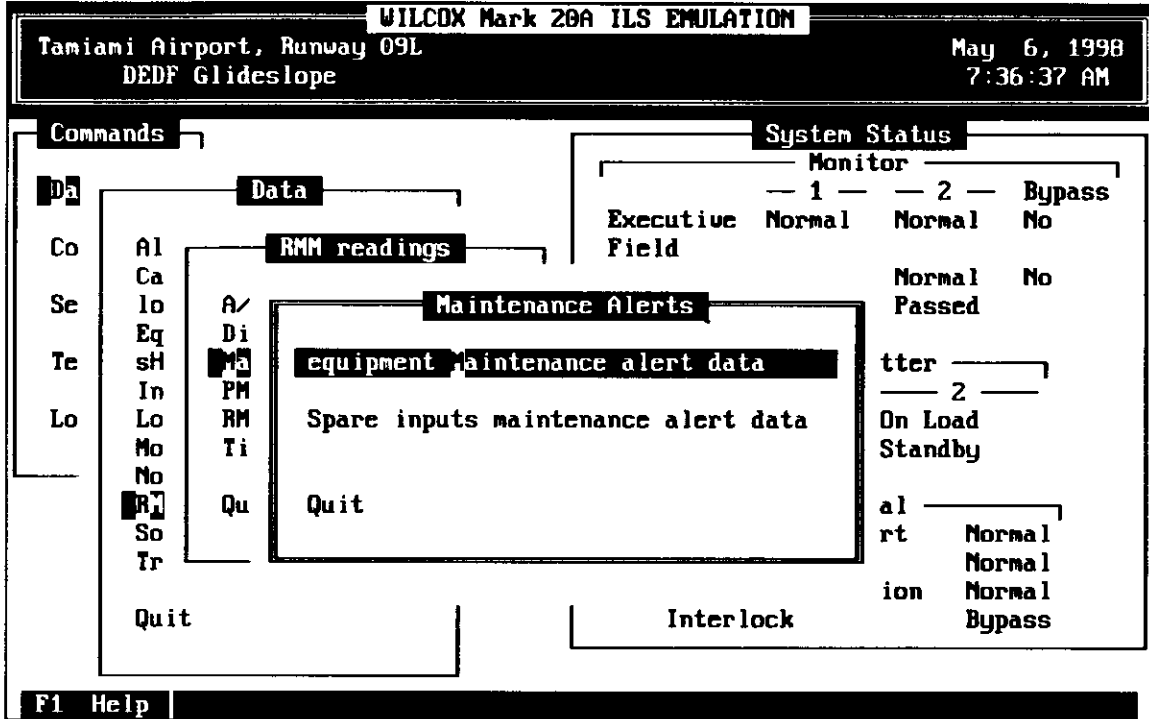 WILCOX Mark 20A ILS EMULATION
Tamiami Airport, Runway 09L May 6, 1998
DEDF Glideslope 7:36:37 AM
Commands System Status
Monitor
Da Data — 1 — — 2 — Bypass
Executive Normal Normal No
Co Al RMM readings Field
Ca Normal No
Se lo A/ Maintenance Alerts Passed
Eq Di
Te sH Ma equipment Maintenance alert data tter
In PM — 2 —
Lo Lo RM Spare inputs maintenance alert data On Load
Mo Ti Standby
No
RM Qu Quit al
So rt Normal
Tr Normal
ion Normal
Quit Interlock Bypass
F1 Help